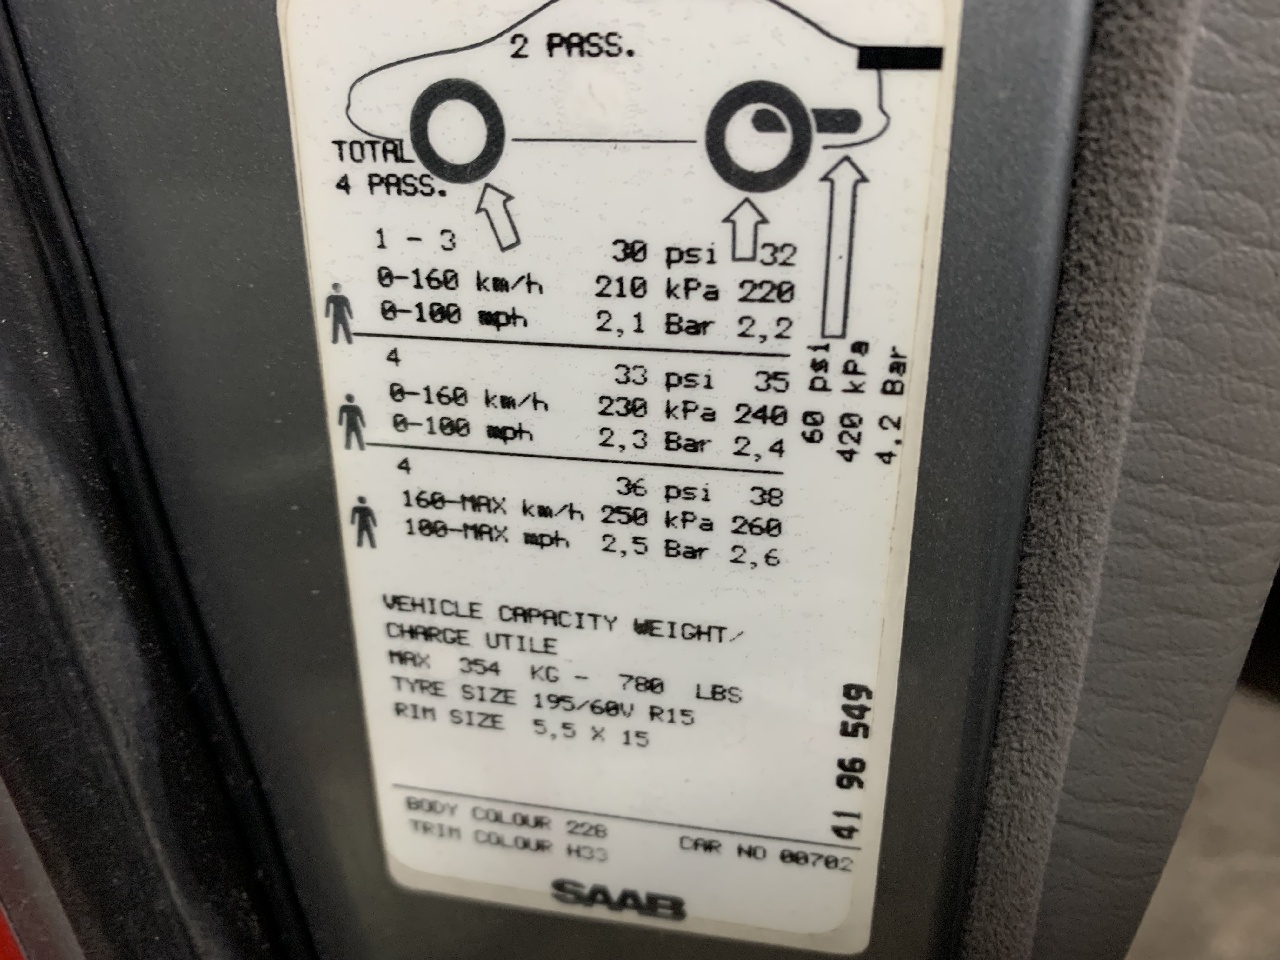 2 PASS.
TOTAL
4 PASS.
1 - 3 30 psi 32
0-160 km/h 210 kPa 220
0-100 mph 2,1 Bar 2,2
4 33 psi 35
0-160 km/h 230 kPa 240
0-100 mph 2,3 Bar 2,4
4 36 psi 38
160-MAX km/h 250 kPa 260
100-MAX mph 2,5 Bar 2,6
60 psi
420 kPa
4,2 Bar
VEHICLE CAPACITY WEIGHT/
CHARGE UTILE
MAX 354 KG - 780 LBS
TYRE SIZE 195/60V R15
RIM SIZE 5,5 X 15
41 96 549
BODY COLOUR 228
TRIM COLOUR H33
CAR NO 00702
SAAB